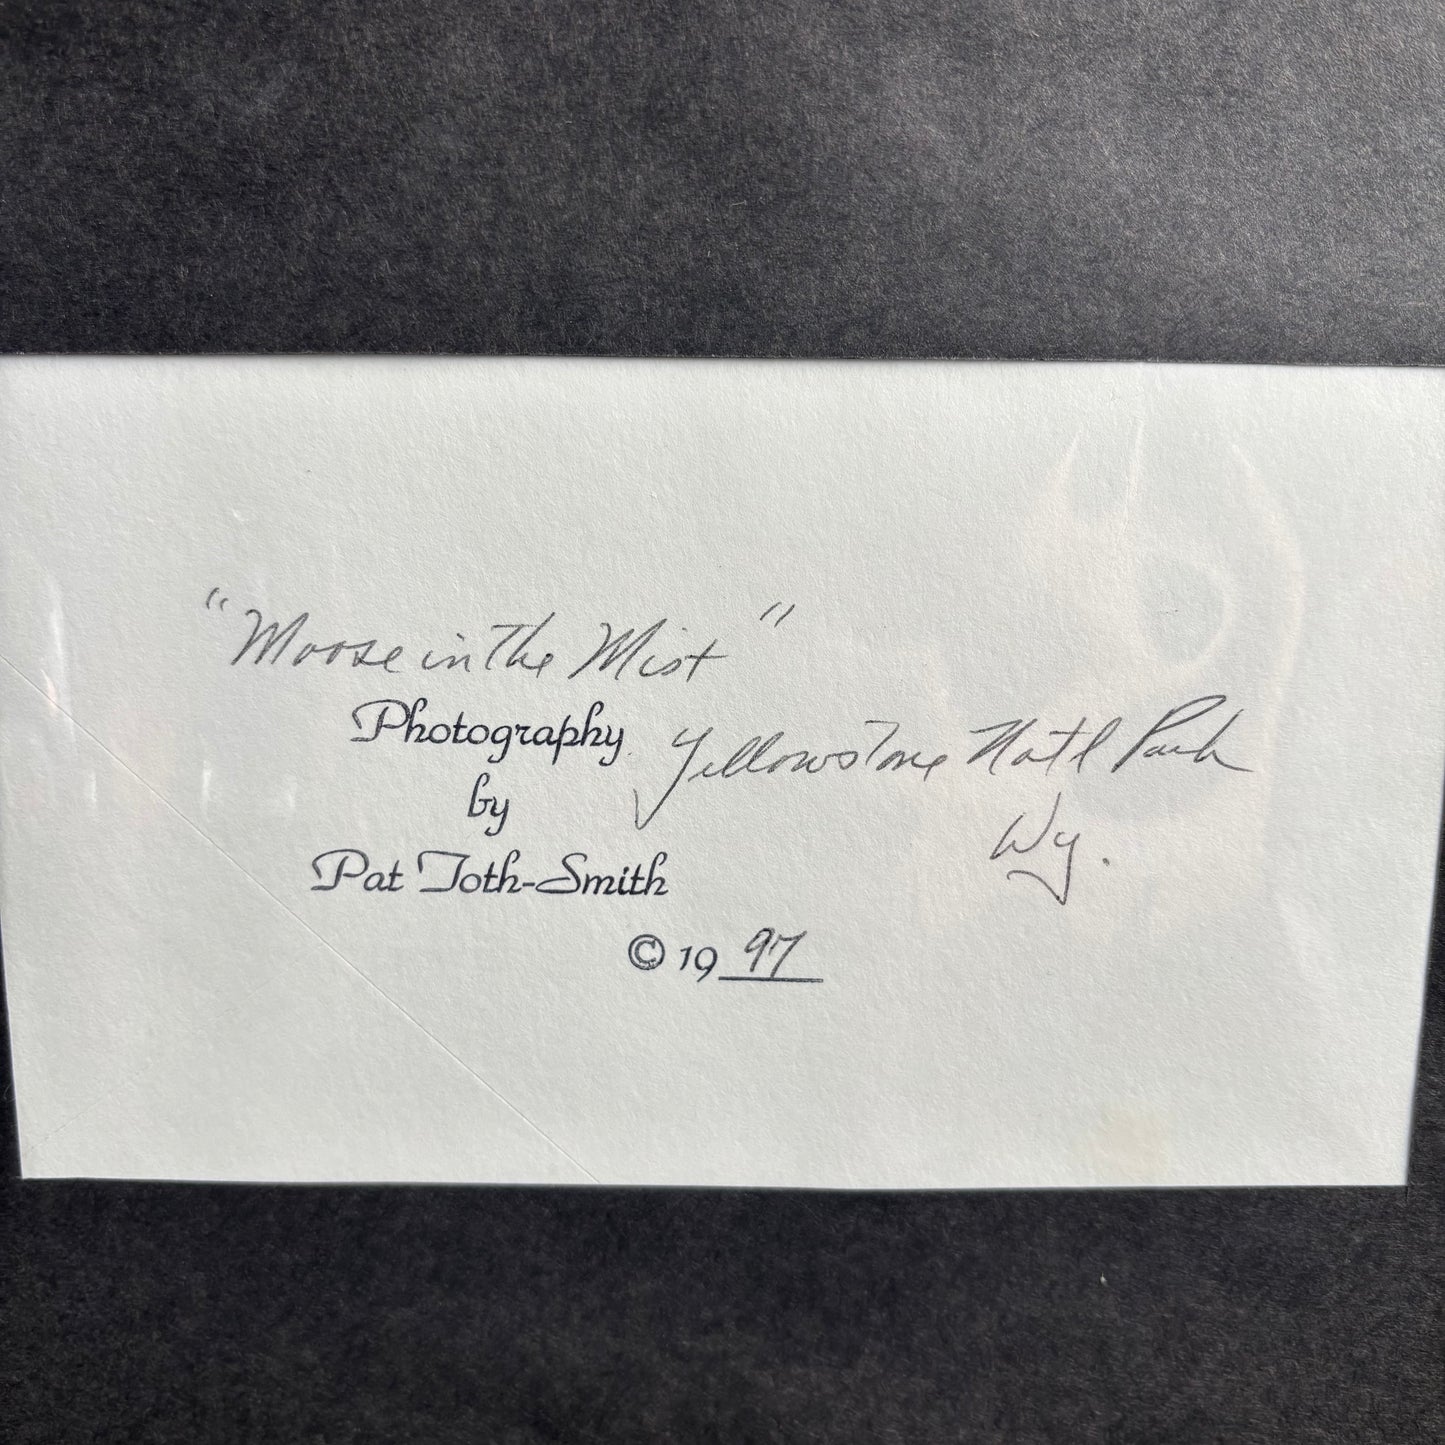 "Moose in The Mist"
Photography
by
Pat Toth-Smith
Yellowstone Nat'l Park
Wy.
© 1997